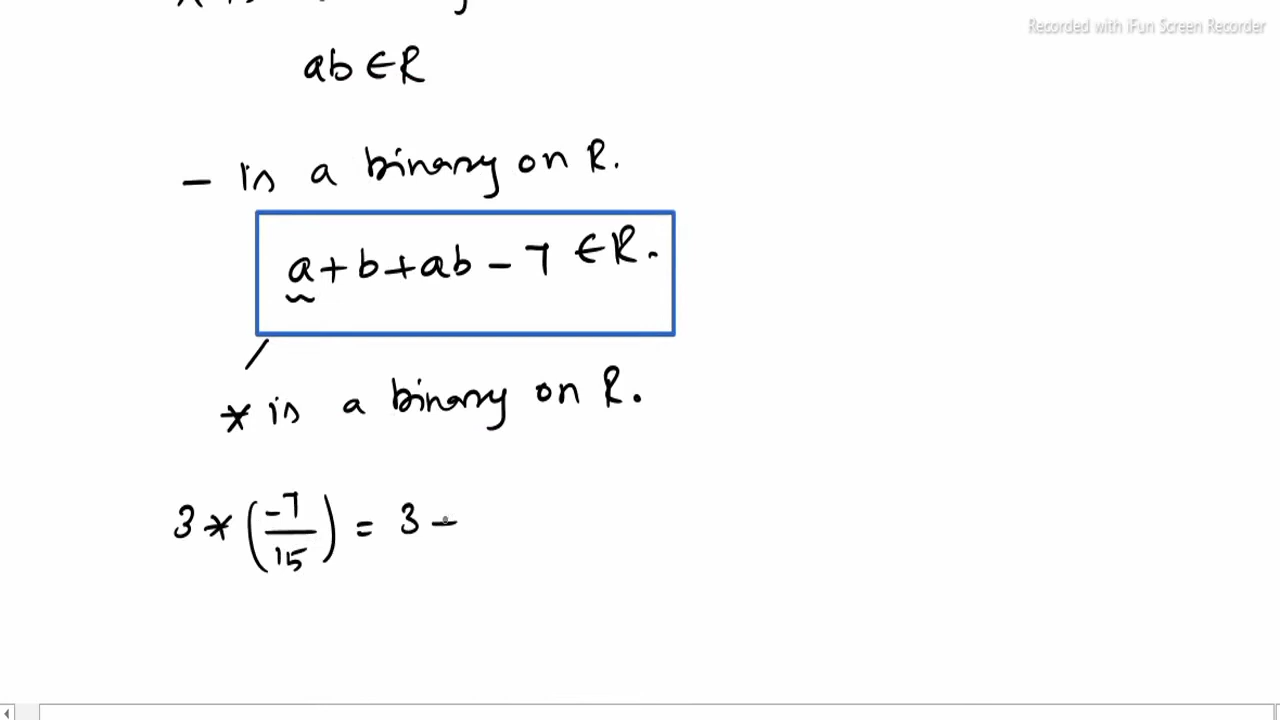 Recorded with iFun Screen Recorder
ab ∈ R
− is a binary on R.
a + b + ab − 7 ∈ R.
* is a binary on R.
3 * (-7/15) = 3 −